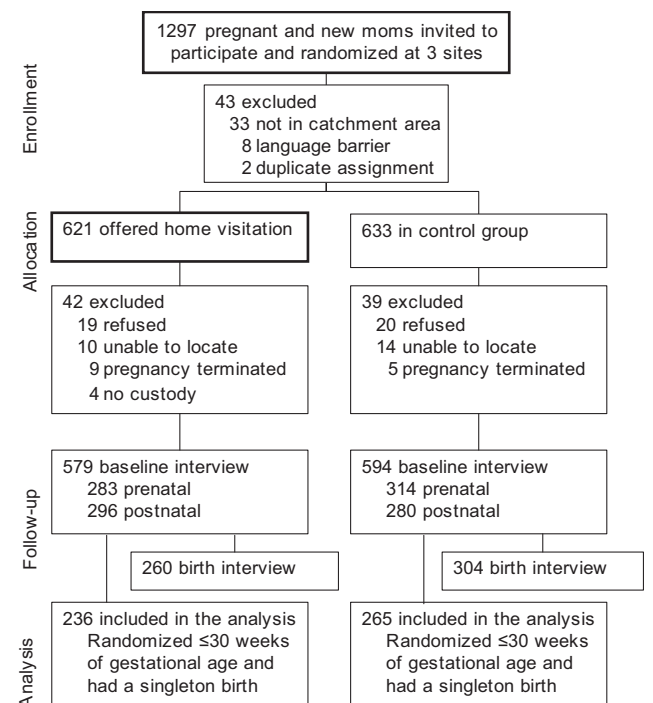 1297 pregnant and new moms invited to
participate and randomized at 3 sites
Enrollment
43 excluded
33 not in catchment area
8 language barrier
2 duplicate assignment
Allocation
621 offered home visitation
633 in control group
42 excluded
19 refused
10 unable to locate
9 pregnancy terminated
4 no custody
39 excluded
20 refused
14 unable to locate
5 pregnancy terminated
Follow-up
579 baseline interview
283 prenatal
296 postnatal
594 baseline interview
314 prenatal
280 postnatal
260 birth interview
304 birth interview
Analysis
236 included in the analysis
Randomized ≤30 weeks
of gestational age and
had a singleton birth
265 included in the analysis
Randomized ≤30 weeks
of gestational age and
had a singleton birth